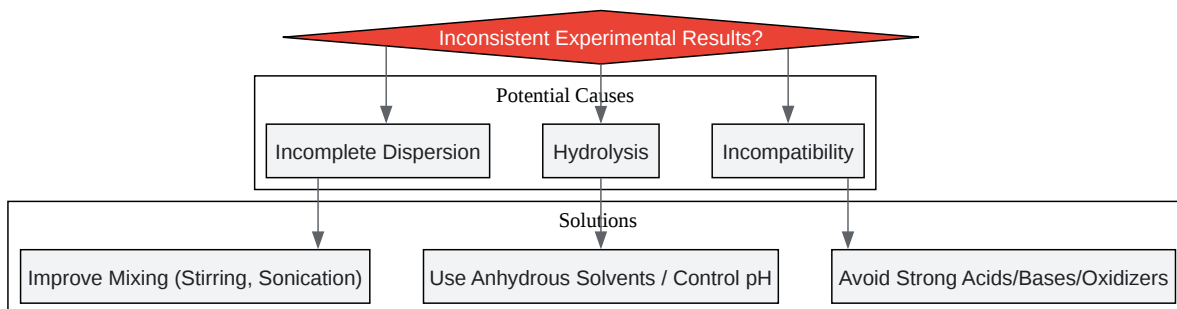 Inconsistent Experimental Results?
Potential Causes
Incomplete Dispersion
Hydrolysis
Incompatibility
Solutions
Improve Mixing (Stirring, Sonication)
Use Anhydrous Solvents / Control pH
Avoid Strong Acids/Bases/Oxidizers